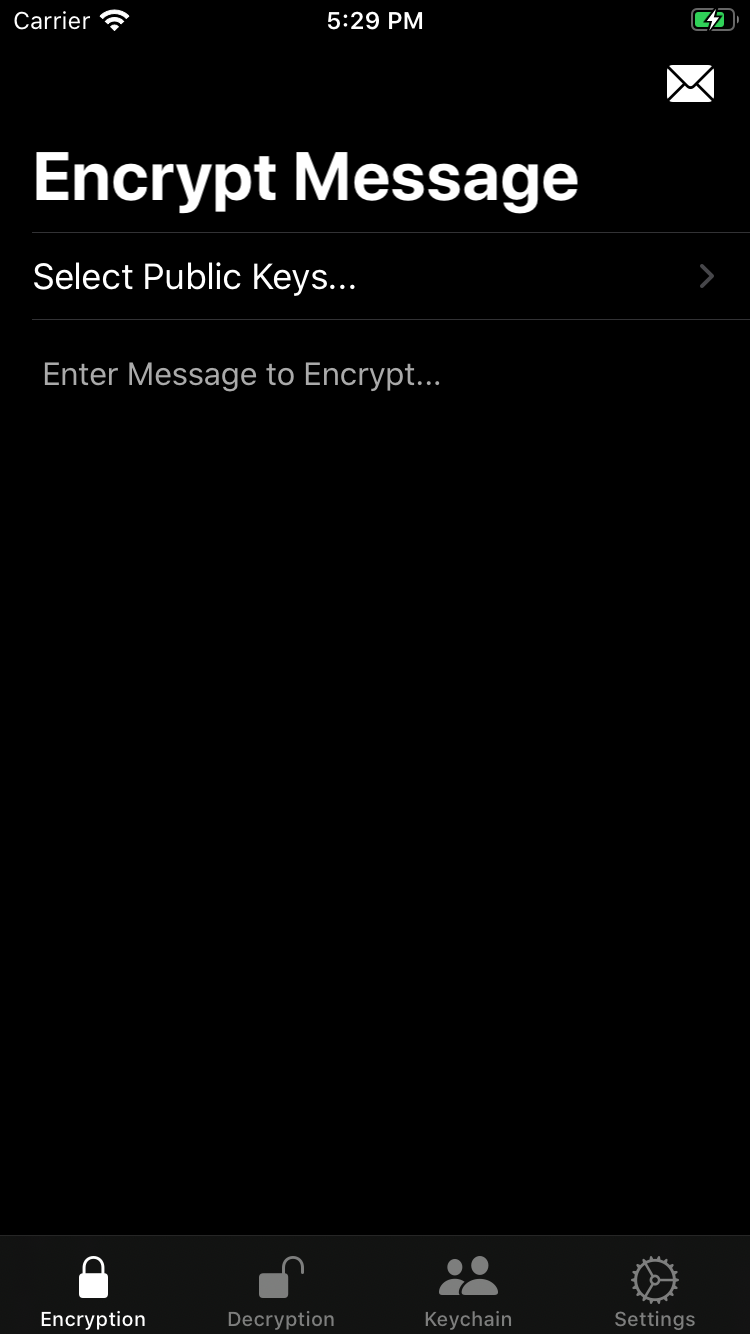 Carrier 5:29 PM
Encrypt Message
Select Public Keys...
Enter Message to Encrypt...
Encryption Decryption Keychain Settings